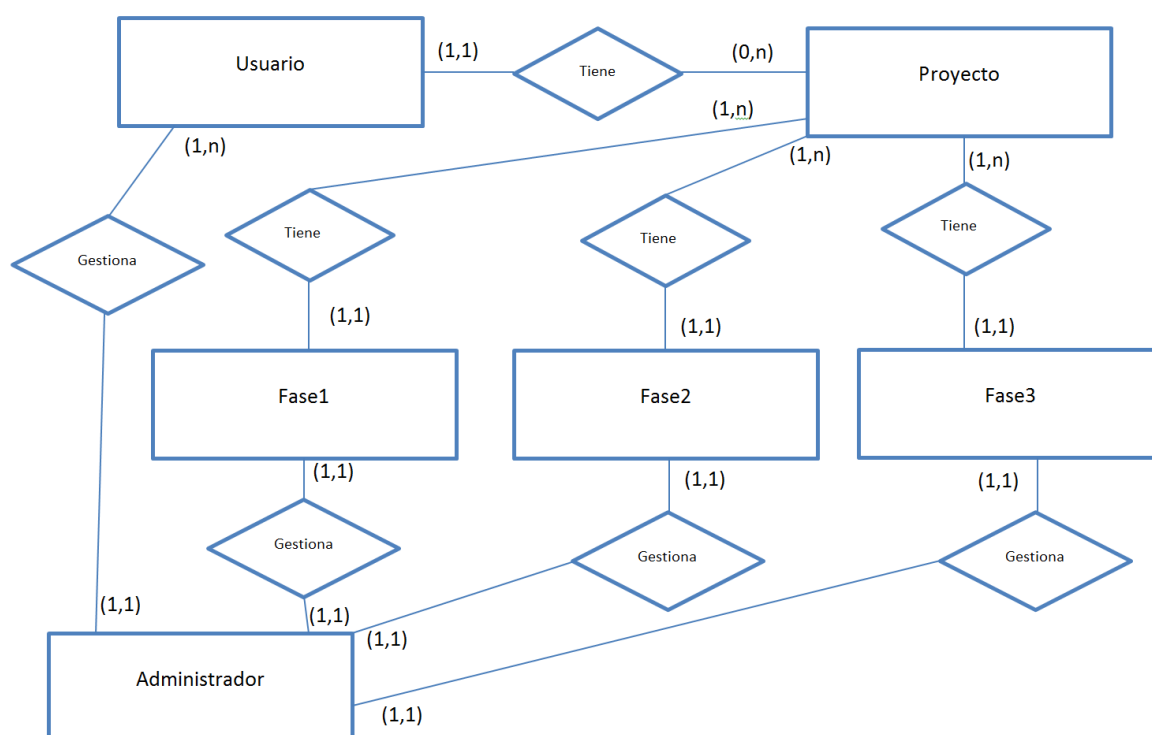 Usuario
(1,1)
Tiene
(0,n)
Proyecto
(1,n)
(1,n)
(1,n)
(1,n)
Gestiona
Tiene
Tiene
Tiene
(1,1)
(1,1)
(1,1)
Fase1
Fase2
Fase3
(1,1)
(1,1)
(1,1)
Gestiona
Gestiona
Gestiona
(1,1)
(1,1)
(1,1)
Administrador
(1,1)